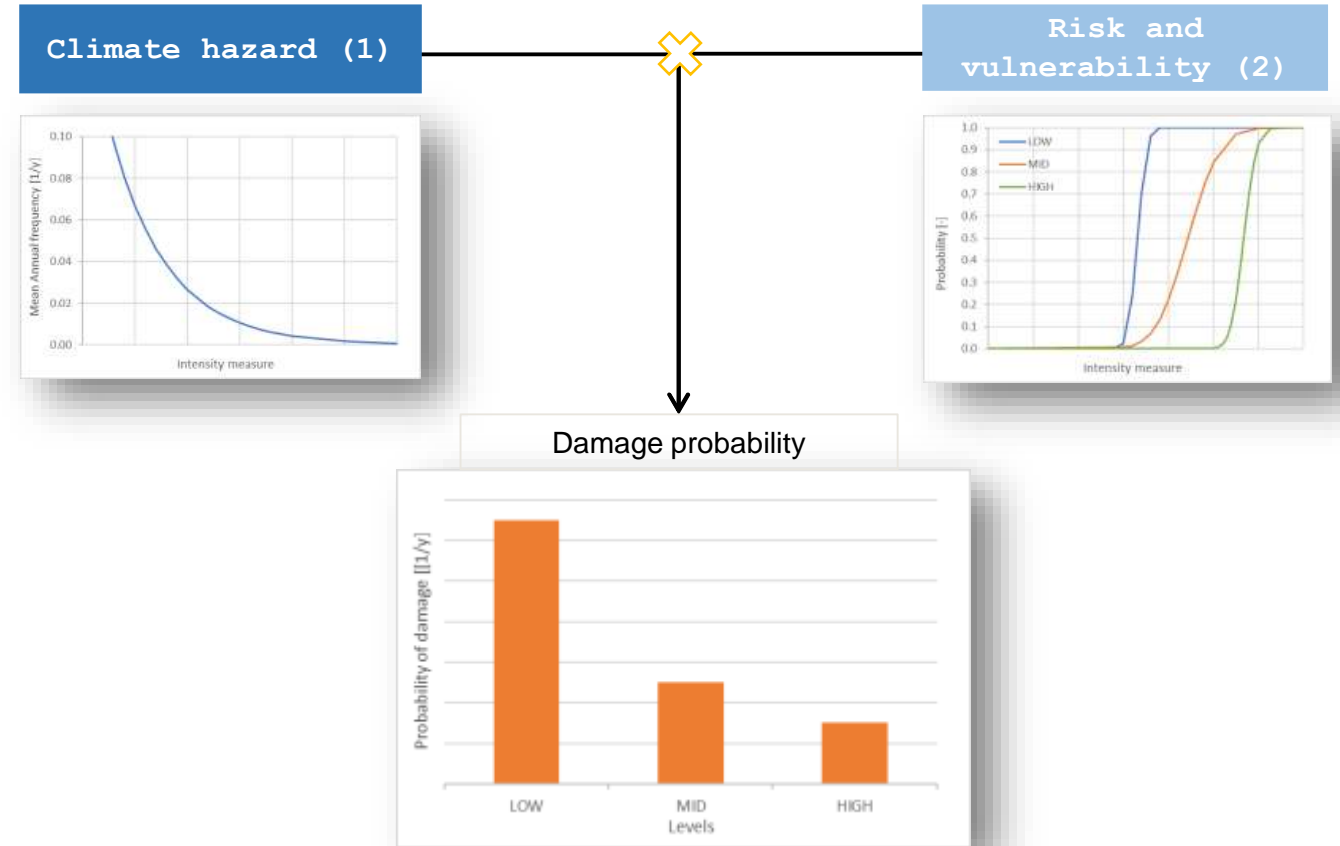 Climate hazard (1)
Risk and
vulnerability (2)
Mean Annual frequency [1/y]
0.10
0.08
0.06
0.04
0.02
0.00
Intensity measure
Probability [-]
1.0
0.9
0.8
0.7
0.6
0.5
0.4
0.3
0.2
0.1
0.0
LOW
MID
HIGH
Intensity measure
Damage probability
Probability of damage [[1/y]
LOW
MID
HIGH
Levels